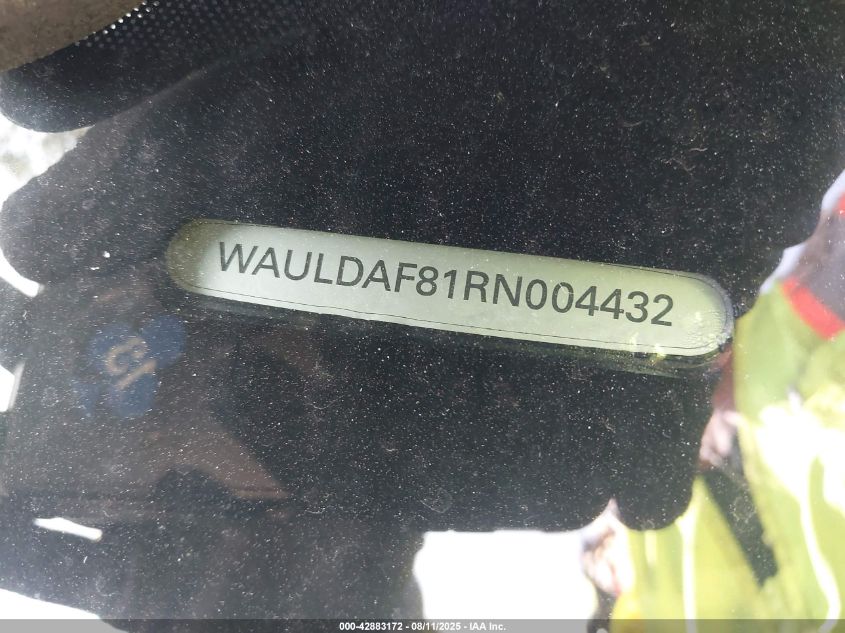 WAULDAF81RN004432
000-42883172 - 08/11/2025 - IAA Inc.